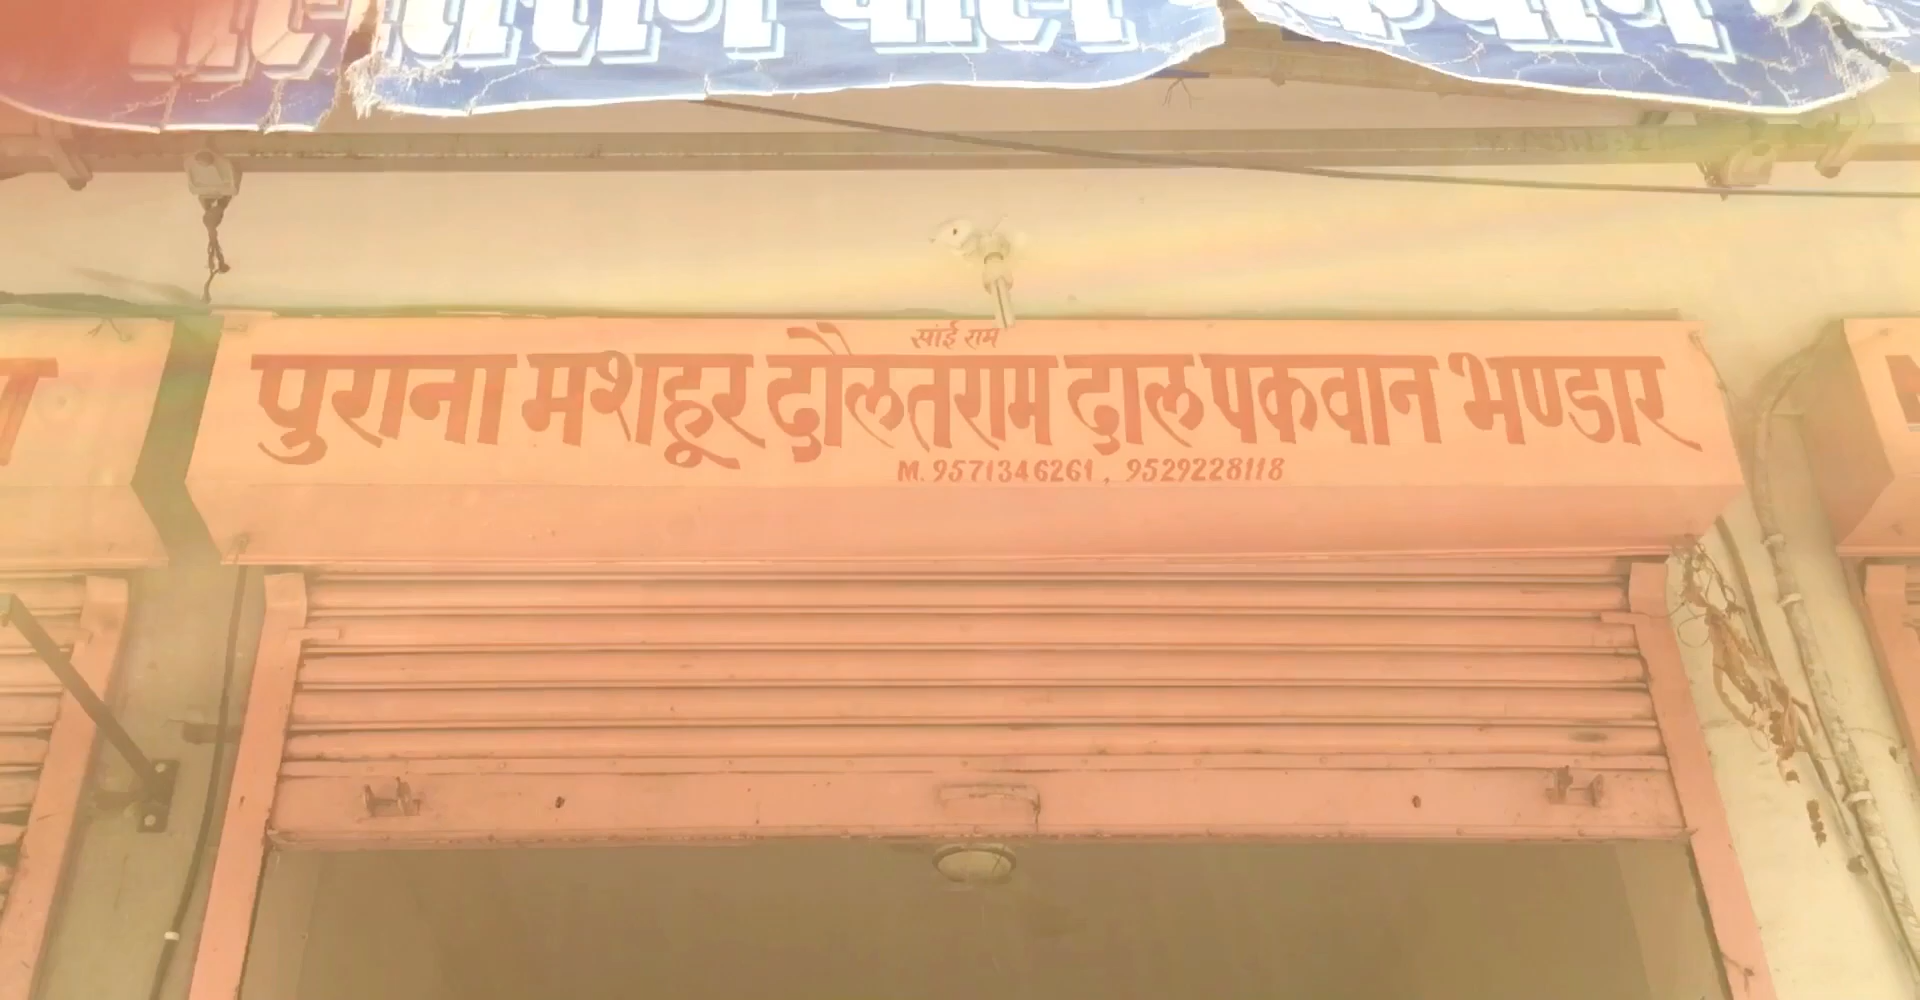 सांई राम
पुराना मशहूर दौलतराम दाल पकवान भण्डार
M. 9571346261, 9529228118